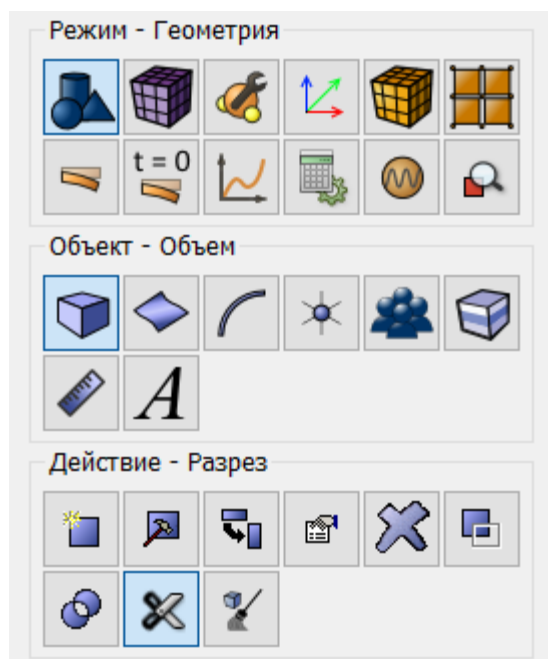 Режим - Геометрия
t = 0
Объект - Объем
A
Действие - Разрез